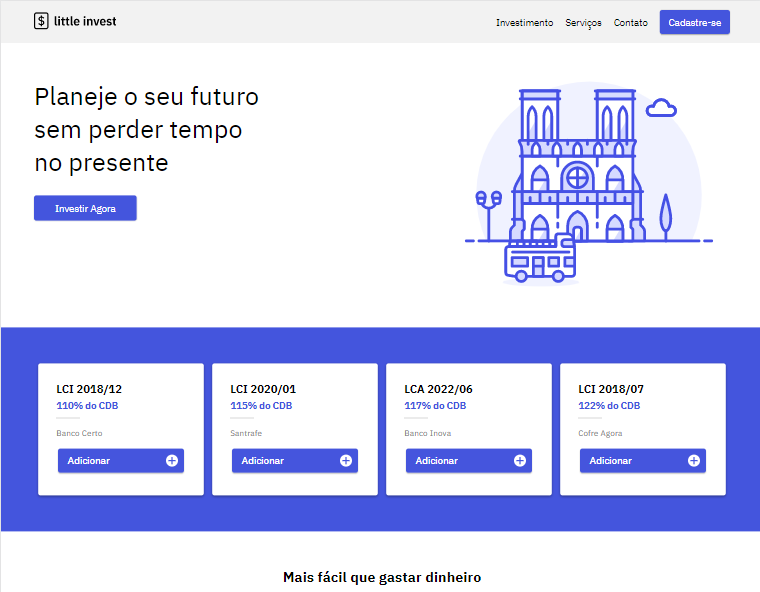 $ little invest
Investimento Serviços Contato Cadastre-se
Planeje o seu futuro
sem perder tempo
no presente
Investir Agora
LCI 2018/12
110% do CDB
Banco Certo
Adicionar
LCI 2020/01
115% do CDB
Santrafe
Adicionar
LCA 2022/06
117% do CDB
Banco Inova
Adicionar
LCI 2018/07
122% do CDB
Cofre Agora
Adicionar
Mais fácil que gastar dinheiro